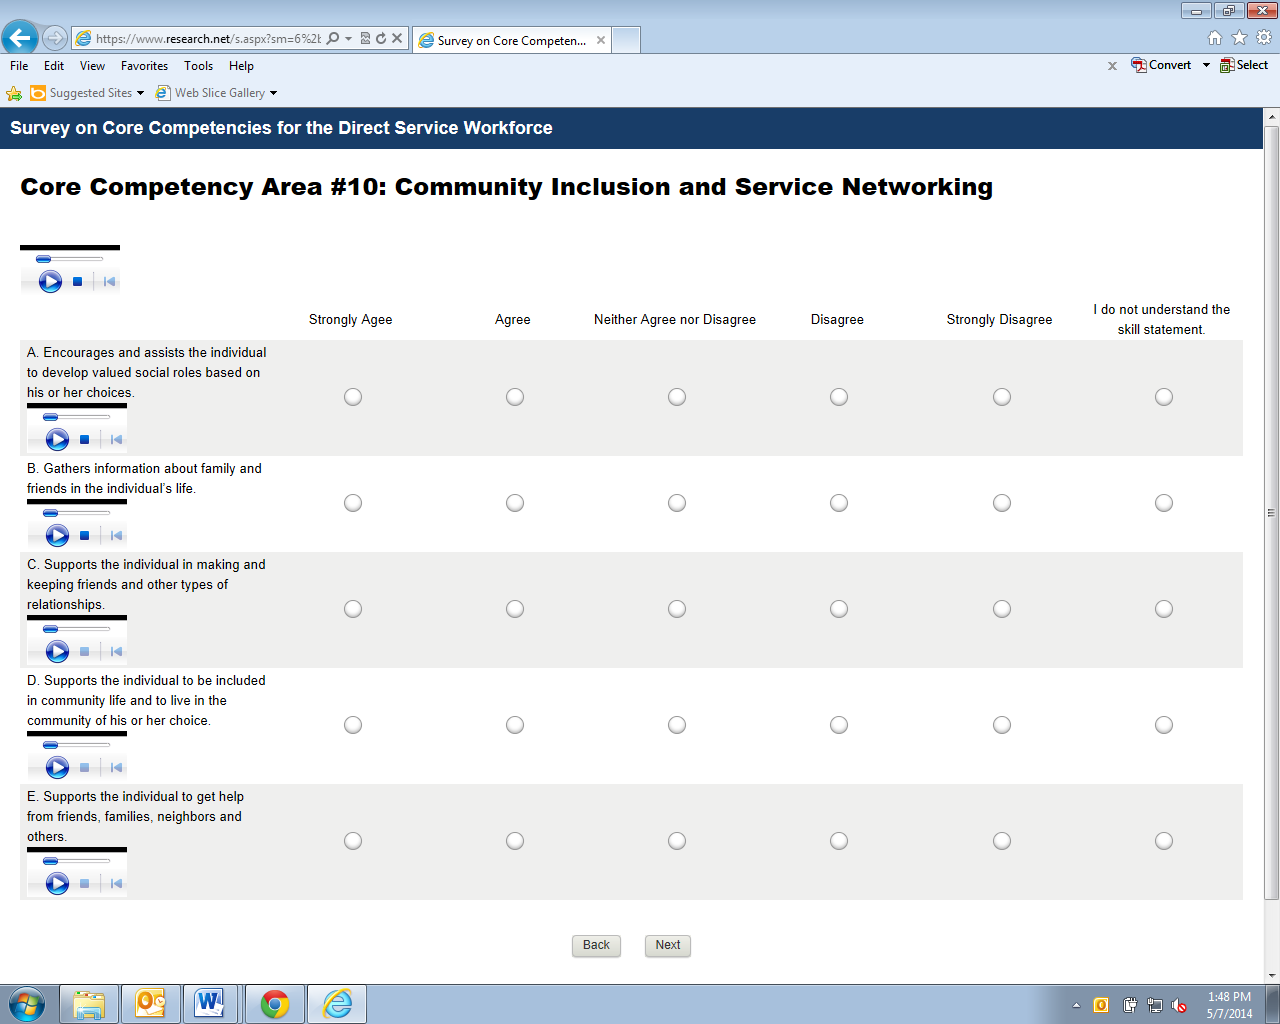 https://www.research.net/s.aspx?sm=6%2b
Survey on Core Competen...
File Edit View Favorites Tools Help
Convert Select
Suggested Sites Web Slice Gallery
Survey on Core Competencies for the Direct Service Workforce
Core Competency Area #10: Community Inclusion and Service Networking
Strongly Agee Agree Neither Agree nor Disagree Disagree Strongly Disagree I do not understand the
skill statement.
A. Encourages and assists the individual
to develop valued social roles based on
his or her choices.
B. Gathers information about family and
friends in the individual's life.
C. Supports the individual in making and
keeping friends and other types of
relationships.
D. Supports the individual to be included
in community life and to live in the
community of his or her choice.
E. Supports the individual to get help
from friends, families, neighbors and
others.
Back Next
1:48 PM
5/7/2014